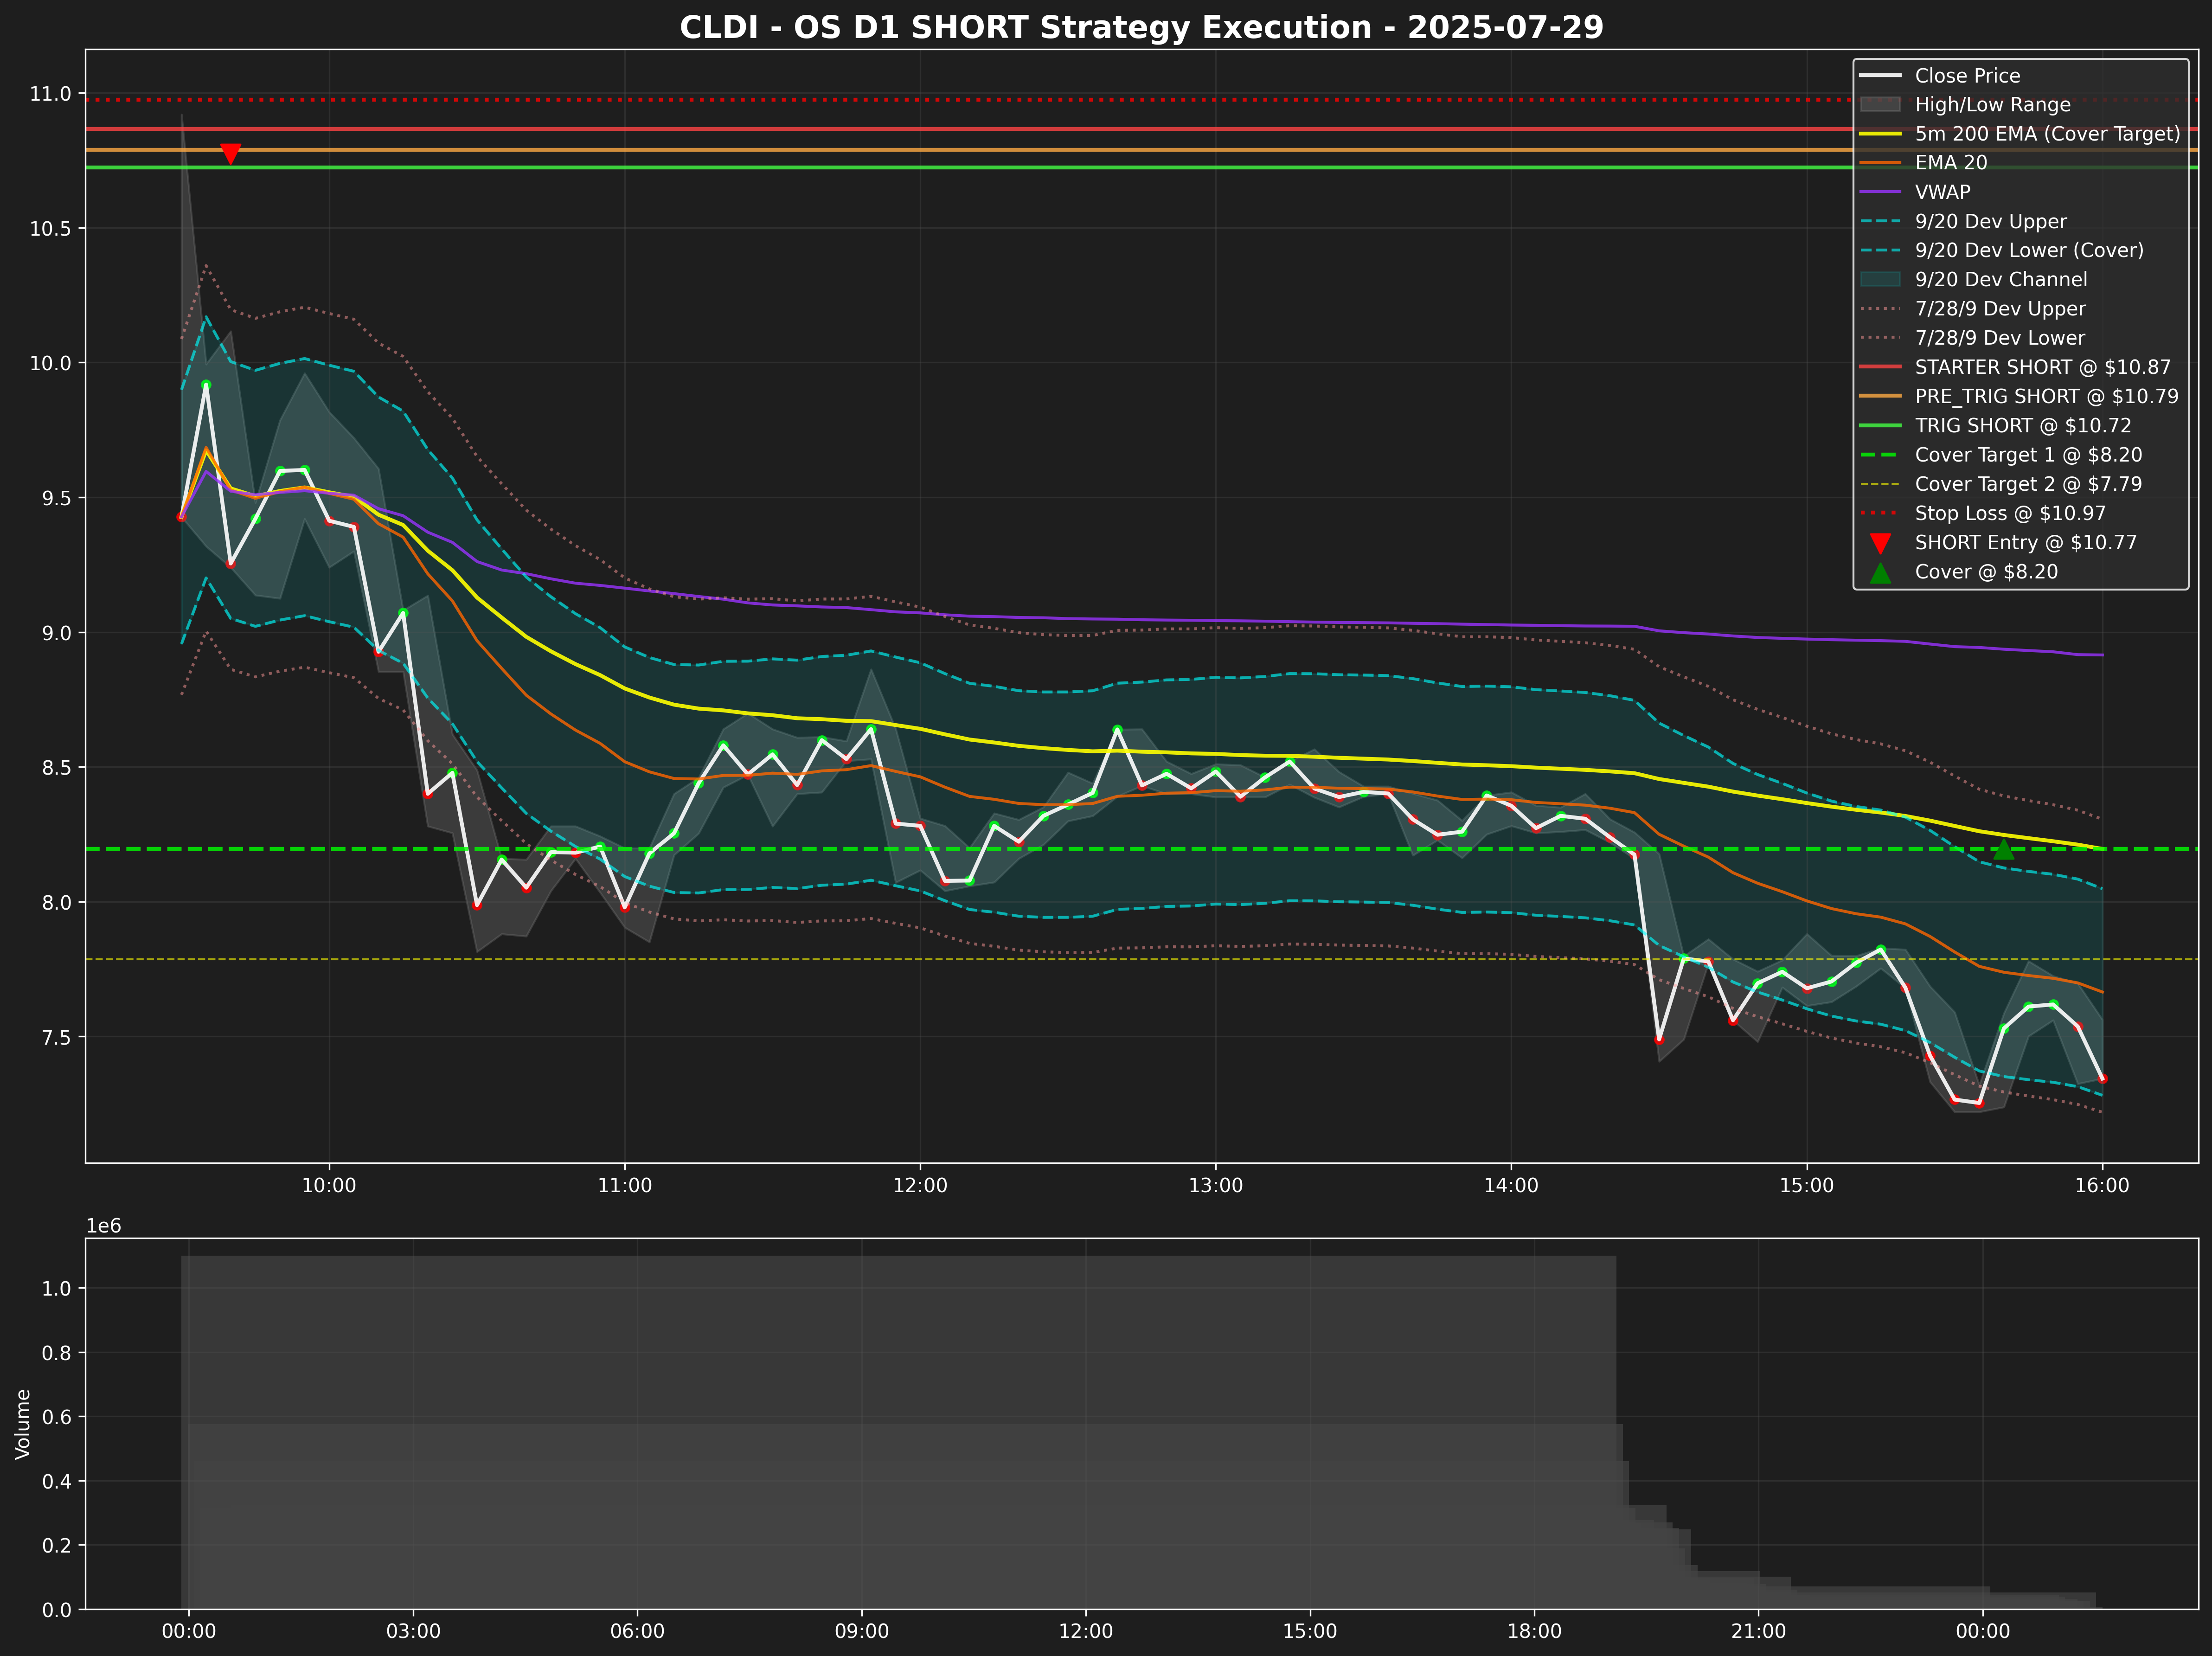 CLDI - OS D1 SHORT Strategy Execution - 2025-07-29
11.0
10.5
10.0
9.5
9.0
8.5
8.0
7.5
Close Price
High/Low Range
5m 200 EMA (Cover Target)
EMA 20
VWAP
9/20 Dev Upper
9/20 Dev Lower (Cover)
9/20 Dev Channel
7/28/9 Dev Upper
7/28/9 Dev Lower
STARTER SHORT @ $10.87
PRE_TRIG SHORT @ $10.79
TRIG SHORT @ $10.72
Cover Target 1 @ $8.20
Cover Target 2 @ $7.79
Stop Loss @ $10.97
SHORT Entry @ $10.77
Cover @ $8.20
10:00 11:00 12:00 13:00 14:00 15:00 16:00
1e6
1.0
0.8
0.6
0.4
0.2
0.0
Volume
00:00 03:00 06:00 09:00 12:00 15:00 18:00 21:00 00:00